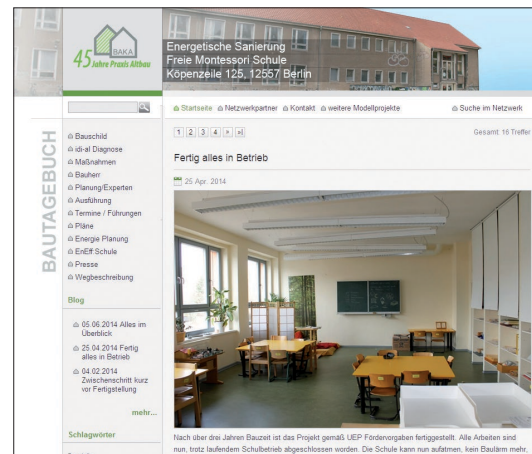 BAKA
45 Jahre Praxis Altbau
Energetische Sanierung
Freie Montessori Schule
Köpenzeile 125, 12557 Berlin
Startseite Netzwerkpartner Kontakt weitere Modellprojekte Suche im Netzwerk
BAUTAGEBUCH
Bauschild
idi-al Diagnose
Maßnahmen
Bauherr
Planung/Experten
Ausführung
Termine / Führungen
Pläne
Energie Planung
EnEff Schule
Presse
Wegbeschreibung
Blog
05.06.2014 Alles im
Überblick
25.04.2014 Fertig
alles in Betrieb
04.02.2014
Zwischenschritt kurz
vor Fertigstellung
mehr...
Schlagwörter
1 2 3 4 > >|
Gesamt: 16 Treffer
Fertig alles in Betrieb
25 Apr. 2014
Nach über drei Jahren Bauzeit ist das Projekt gemäß UEP Fördervorgaben fertiggestellt. Alle Arbeiten sind
nun, trotz laufendem Schulbetrieb abgeschlossen worden. Die Schule kann nun aufatmen, kein Baulärm mehr,